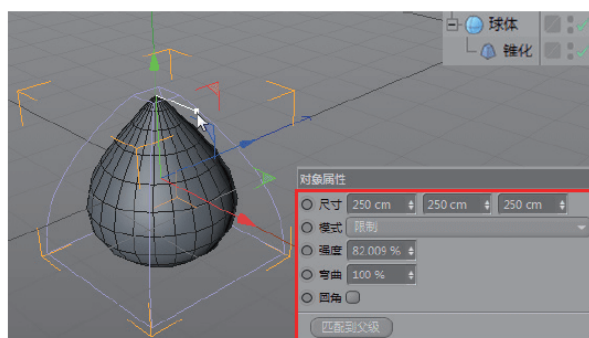 球体
锥化
对象属性
尺寸 250 cm 250 cm 250 cm
模式 限制
强度 82.009 %
弯曲 100 %
圆角
匹配到父级